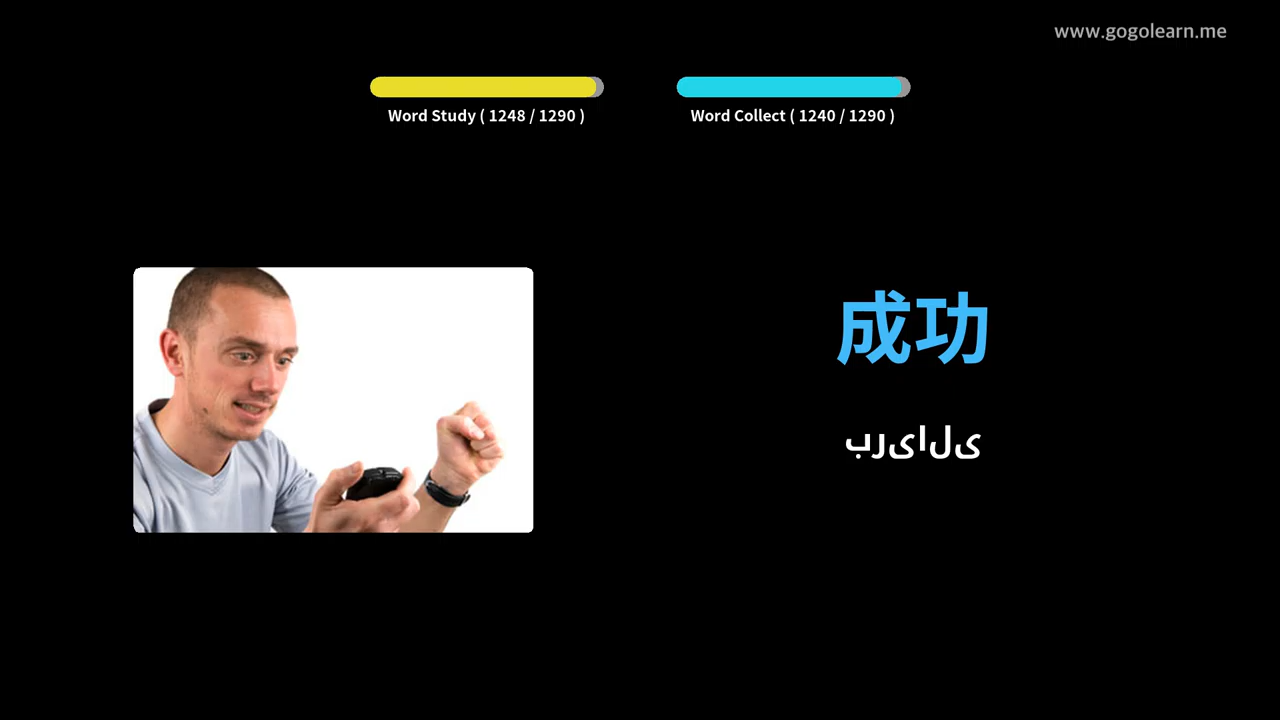 www.gogolearn.me
Word Study ( 1248 / 1290 )
Word Collect ( 1240 / 1290 )
成功
بریالی